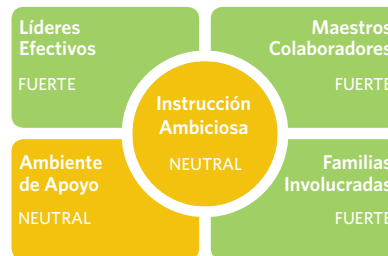 Líderes
Efectivos
FUERTE
Maestros
Colaboradores
FUERTE
Instrucción
Ambiciosa
NEUTRAL
Ambiente
de Apoyo
NEUTRAL
Familias
Involucradas
FUERTE